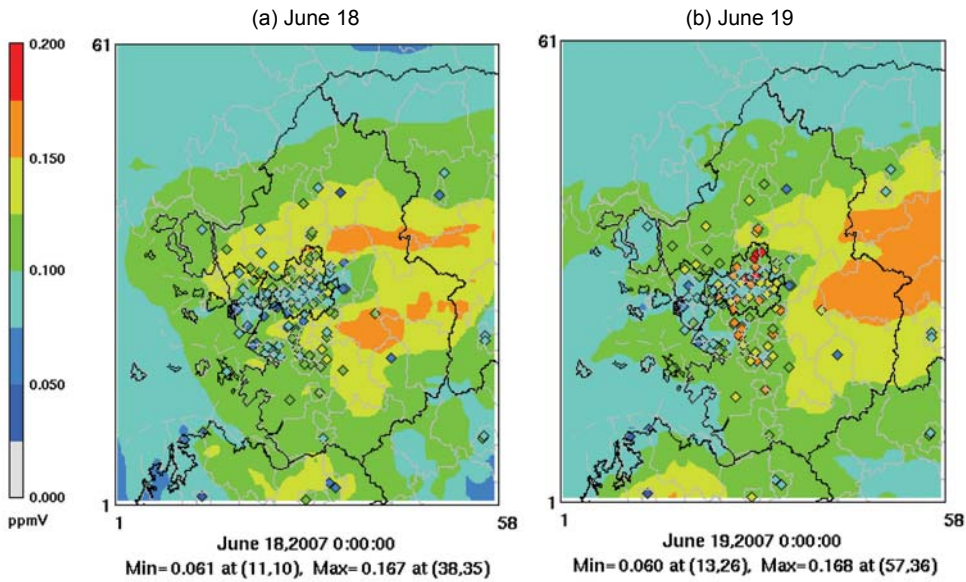 (a) June 18
(b) June 19
0.200
0.150
0.100
0.050
0.000
ppmV
61
1
1
58
June 18,2007 0:00:00
Min= 0.061 at (11,10), Max= 0.167 at (38,35)
61
1
1
58
June 19,2007 0:00:00
Min= 0.060 at (13,26), Max= 0.168 at (57,36)